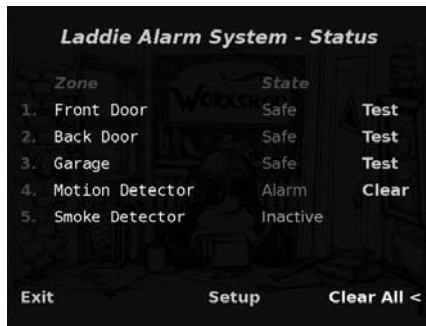 Laddie Alarm System - Status
Zone State
1. Front Door Safe Test
2. Back Door Safe Test
3. Garage Safe Test
4. Motion Detector Alarm Clear
5. Smoke Detector Inactive
Exit Setup Clear All <
WORKSHOP